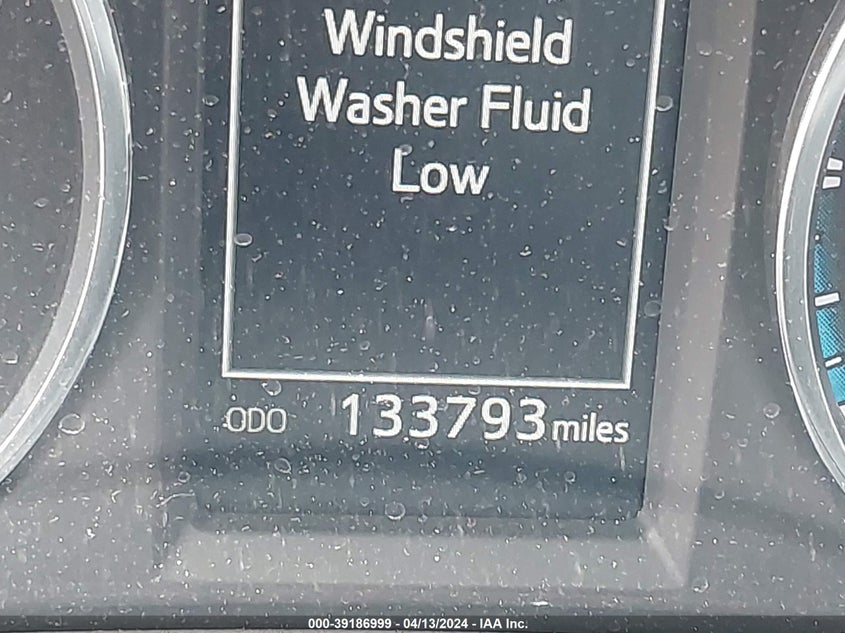 Windshield
Washer Fluid
Low
ODO 133793 miles
000-39186999 - 04/13/2024 - IAA Inc.